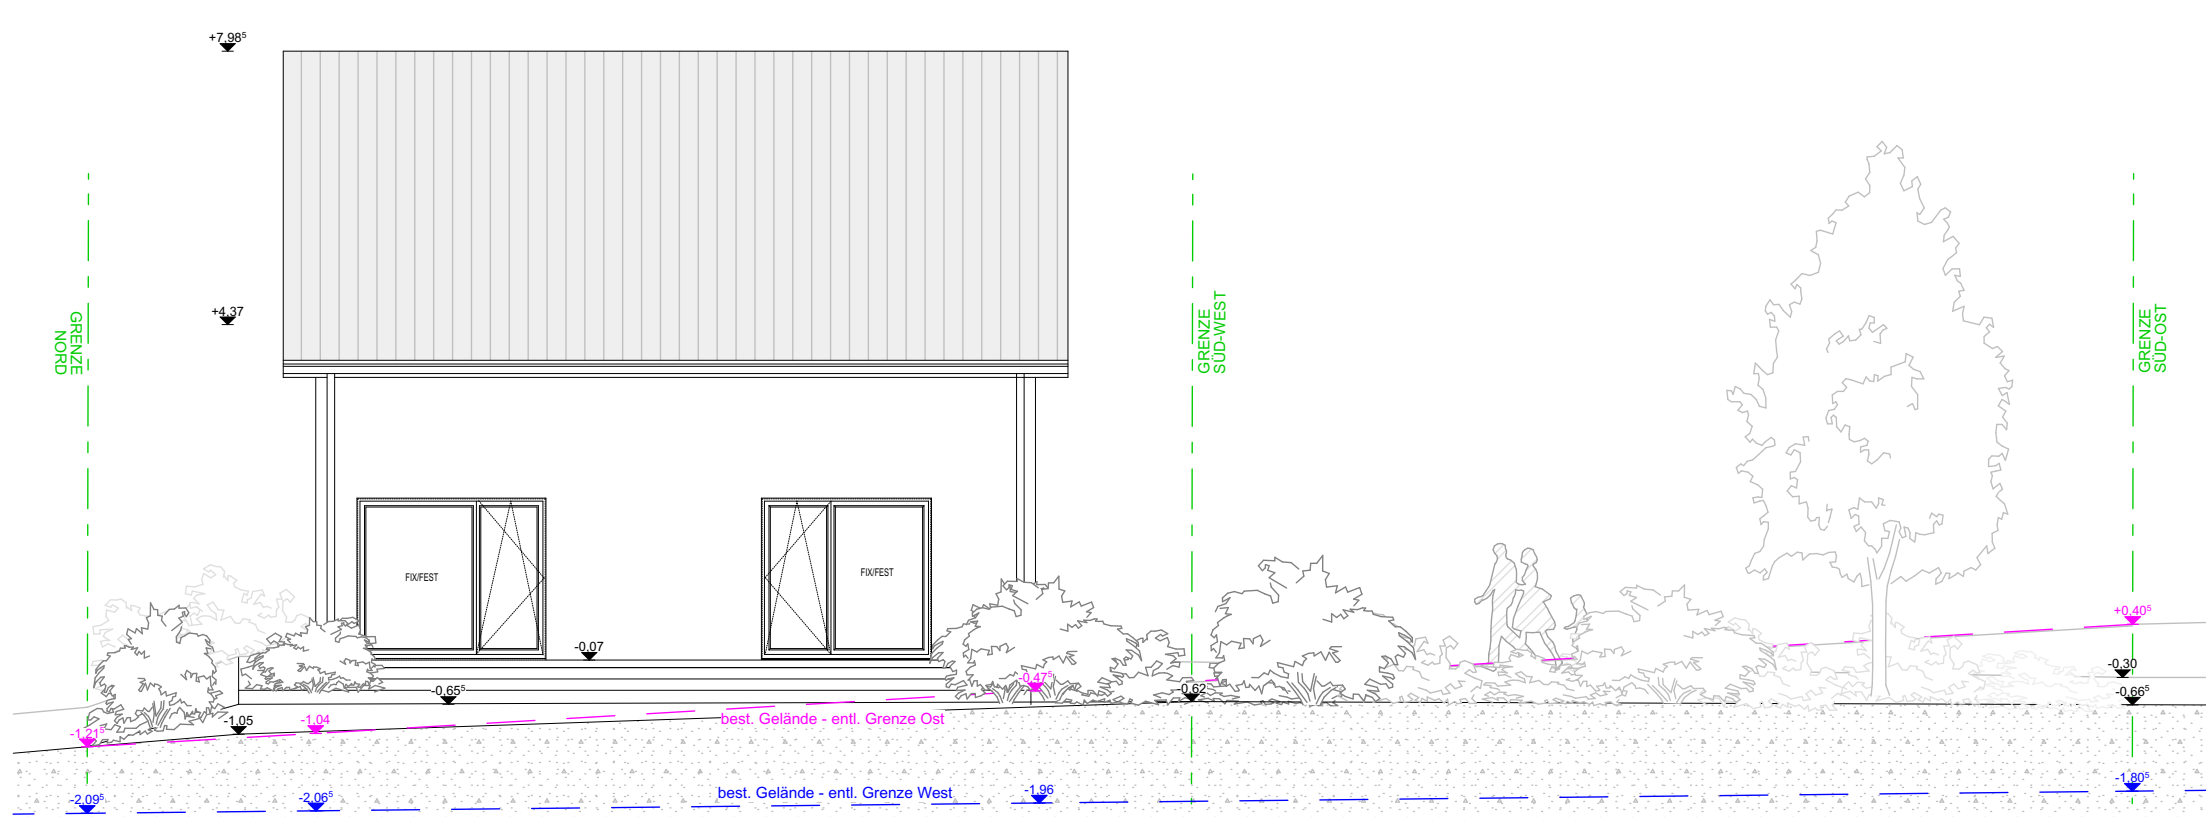 +7,98⁵
+4,37
GRENZE
NORD
GRENZE
SÜD-WEST
GRENZE
SÜD-OST
FIX/FEST
FIX/FEST
+0,40⁵
-0,07
-0,30
-0,47⁵
-0,65⁵
-0,62
-0,66⁵
-1,21⁵
-1,05
-1,04
best. Gelände - entl. Grenze Ost
-2,09⁵
-2,06⁵
best. Gelände - entl. Grenze West
-1,96
-1,80⁵